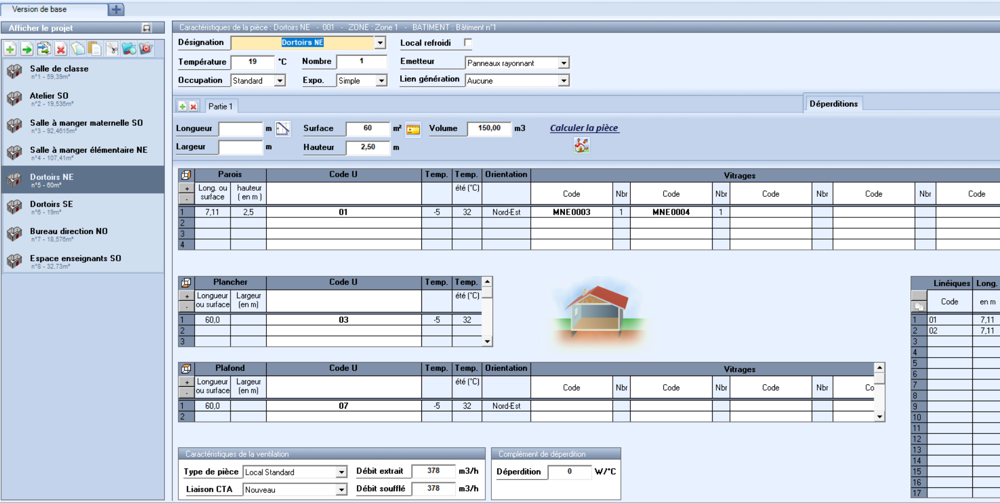 Version de base
Afficher le projet
Salle de classe
n°1 - 59,39m²
Atelier SO
n°2 - 19,536m²
Salle à manger maternelle SO
n°3 - 92,4615m²
Salle à manger élémentaire NE
n°4 - 107,41m²
Dortoirs NE
n°5 - 60m²
Dortoirs SE
n°6 - 19m²
Bureau direction NO
n°7 - 18,576m²
Espace enseignants SO
n°8 - 32,73m²
Caractéristiques de la pièce : Dortoirs NE - 001 - ZONE : Zone 1 - BATIMENT : Bâtiment n°1
Désignation Dortoirs NE Local refroidi
Température 19 °C Nombre 1 Emetteur Panneaux rayonnant
Occupation Standard Expo. Simple Lien génération Aucune
Partie 1 Déperditions
Longueur m Surface 60 m² Volume 150,00 m3 Calculer la pièce
Largeur m Hauteur 2,50 m
Parois Code U Temp. Temp. Orientation Vitrages
+ Long. ou hauteur été (°C)
- surface ( en m ) Code Nbr Code Nbr Code Nbr Code Nbr Code
1 7,11 2,5 01 -5 32 Nord-Est MNE0003 1 MNE0004 1
2
3
4
Plancher Code U Temp. Temp.
+ Longueur Largeur été (°C)
- ou surface (en m)
1 60,0 03 -5 32
2
3
Plafond Code U Temp. Temp. Orientation Vitrages
+ Longueur Largeur été (°C)
- ou surface (en m) Code Nbr Code Nbr Code Nbr Co
1 60,0 07 -5 32 Nord-Est
2
Linéiques Long.
Code en m
1 01 7,11
2 02 7,11
3
4
5
6
7
8
9
10
11
12
13
14
15
16
17
Caractéristiques de la ventilation
Type de pièce Local Standard Débit extrait 378 m3/h
Liaison CTA Nouveau Débit soufflé 378 m3/h
Complément de déperdition
Déperdition 0 W/°C